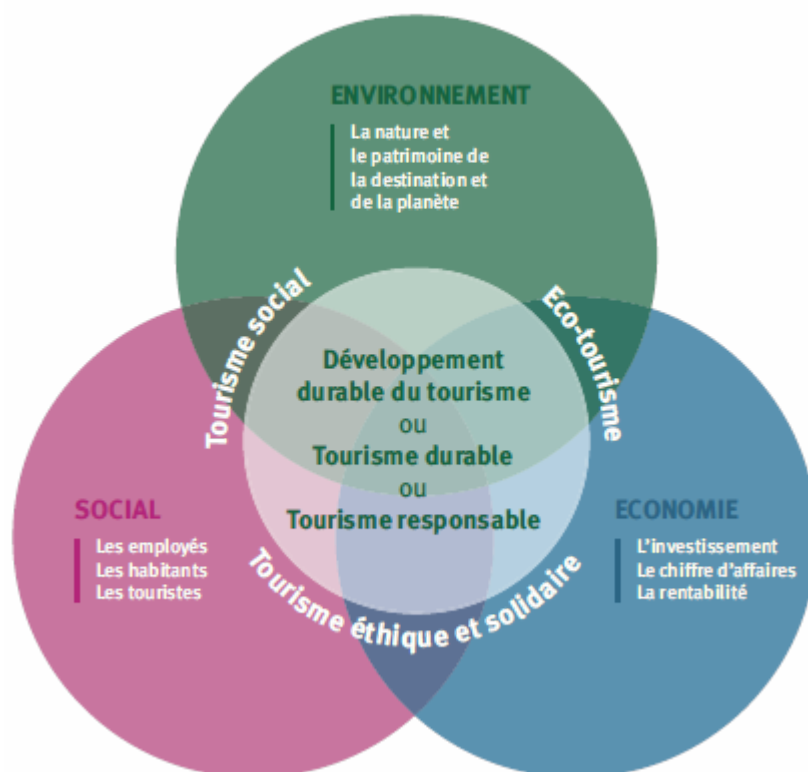 ENVIRONNEMENT
La nature et
le patrimoine de
la destination et
de la planète
Tourisme social
Eco-tourisme
Développement
durable du tourisme
ou
Tourisme durable
ou
Tourisme responsable
SOCIAL
Les employés
Les habitants
Les touristes
ECONOMIE
L'investissement
Le chiffre d'affaires
La rentabilité
Tourisme éthique et solidaire